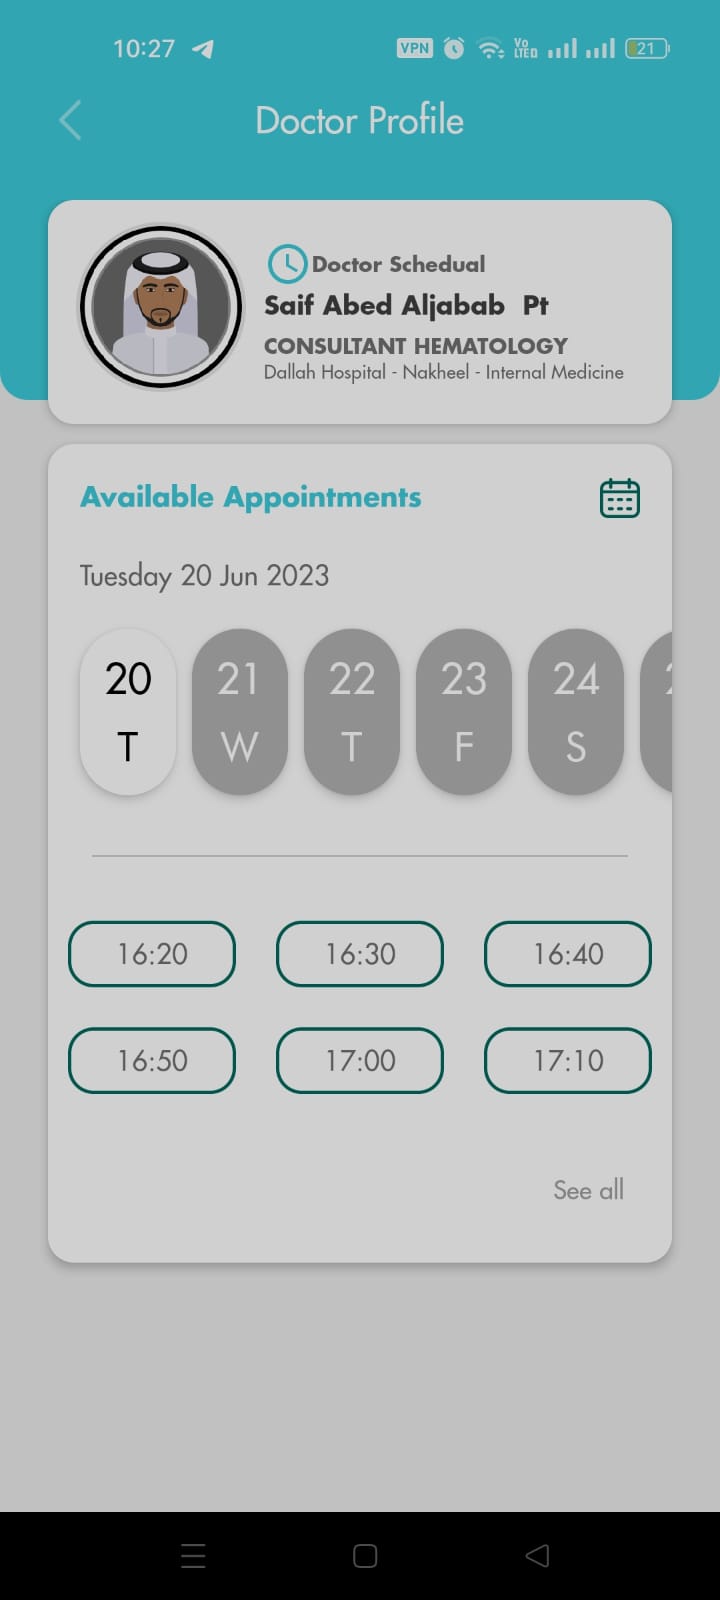 10:27
VPN
Vo
LTED
21
Doctor Profile
Doctor Schedual
Saif Abed Aljabab Pt
CONSULTANT HEMATOLOGY
Dallah Hospital - Nakheel - Internal Medicine
Available Appointments
Tuesday 20 Jun 2023
20 21 22 23 24
T W T F S
16:20 16:30 16:40
16:50 17:00 17:10
See all